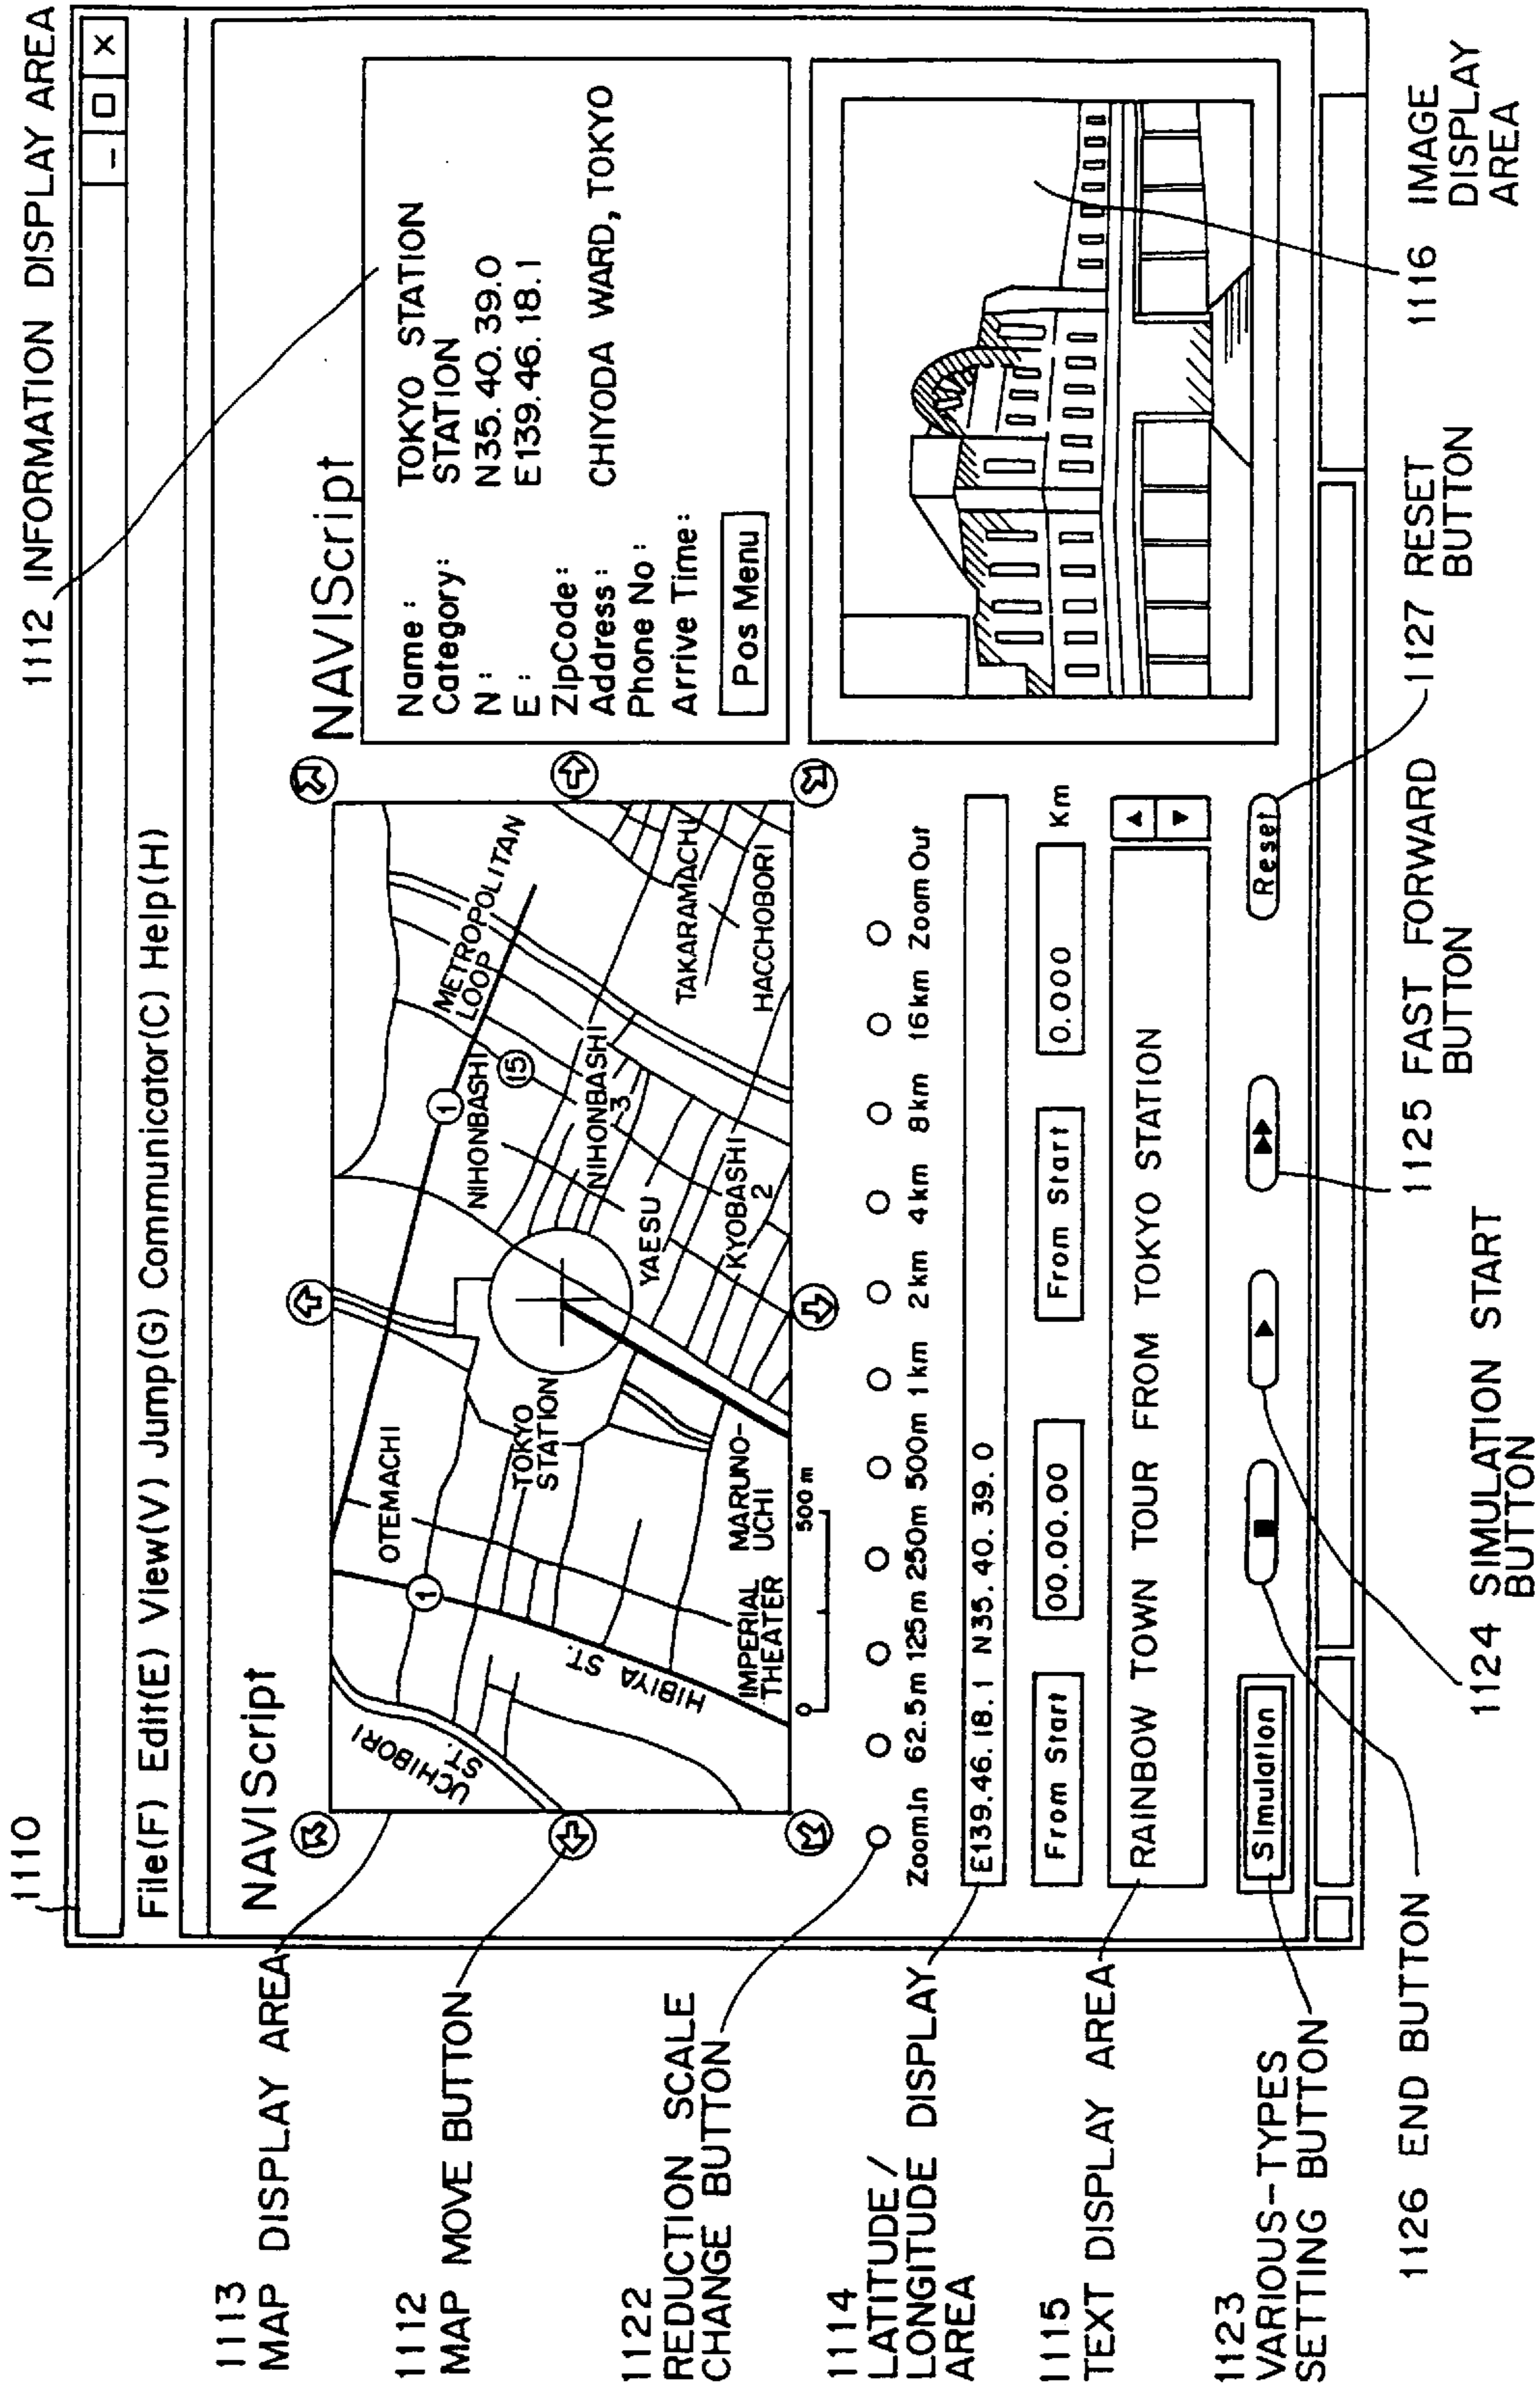 1110
1112 INFORMATION DISPLAY AREA
File(F) Edit(E) View(V) Jump(G) Communicator(C) Help(H)
NAVIScript
NAVIScript
1113
MAP DISPLAY AREA
1112
MAP MOVE BUTTON
1122
REDUCTION SCALE
CHANGE BUTTON
1114
LATITUDE/
LONGITUDE DISPLAY
AREA
1115
TEXT DISPLAY AREA
1123
VARIOUS-TYPES
SETTING BUTTON
1126 END BUTTON
UCHIBORI
ST.
HIBIYA ST.
1
OTEMACHI
TOKYO
STATION
IMPERIAL
THEATER
MARUNO-
UCHI
0
500 m
1
METROPOLITAN
LOOP
NIHONBASHI
15
NIHONBASHI
3
YAESU
KYOBASHI
2
TAKARAMACHI
HACCHOBORI
Name: TOKYO STATION
Category: STATION
N: N35.40.39.0
E: E139.46.18.1
ZipCode:
Address: CHIYODA WARD, TOKYO
Phone No:
Arrive Time:
Pos Menu
ZoomIn 62.5m 125m 250m 500m 1km 2km 4km 8km 16km Zoom Out
E139.46.18.1 N35.40.39.0
From Start 00.00.00 From Start 0.000 Km
RAINBOW TOWN TOUR FROM TOKYO STATION
Simulation
Reset
1124 SIMULATION START
BUTTON
1125 FAST FORWARD
BUTTON
1127 RESET
BUTTON
1116 IMAGE
DISPLAY
AREA